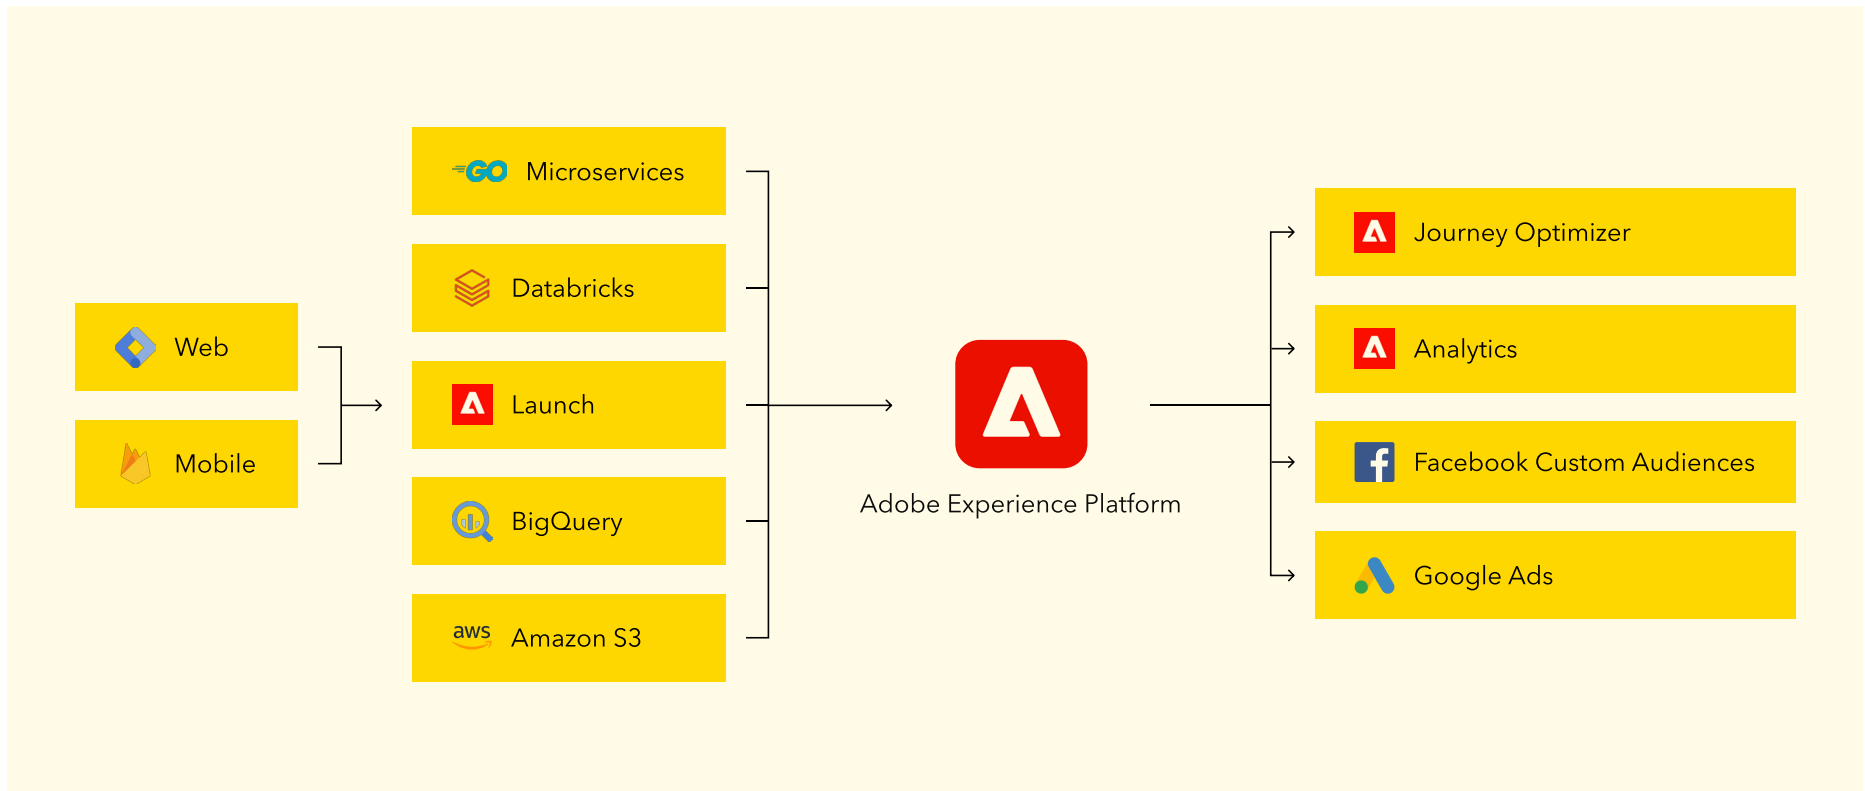 Web
Mobile
GO Microservices
Databricks
Launch
BigQuery
aws Amazon S3
Adobe Experience Platform
Journey Optimizer
Analytics
Facebook Custom Audiences
Google Ads